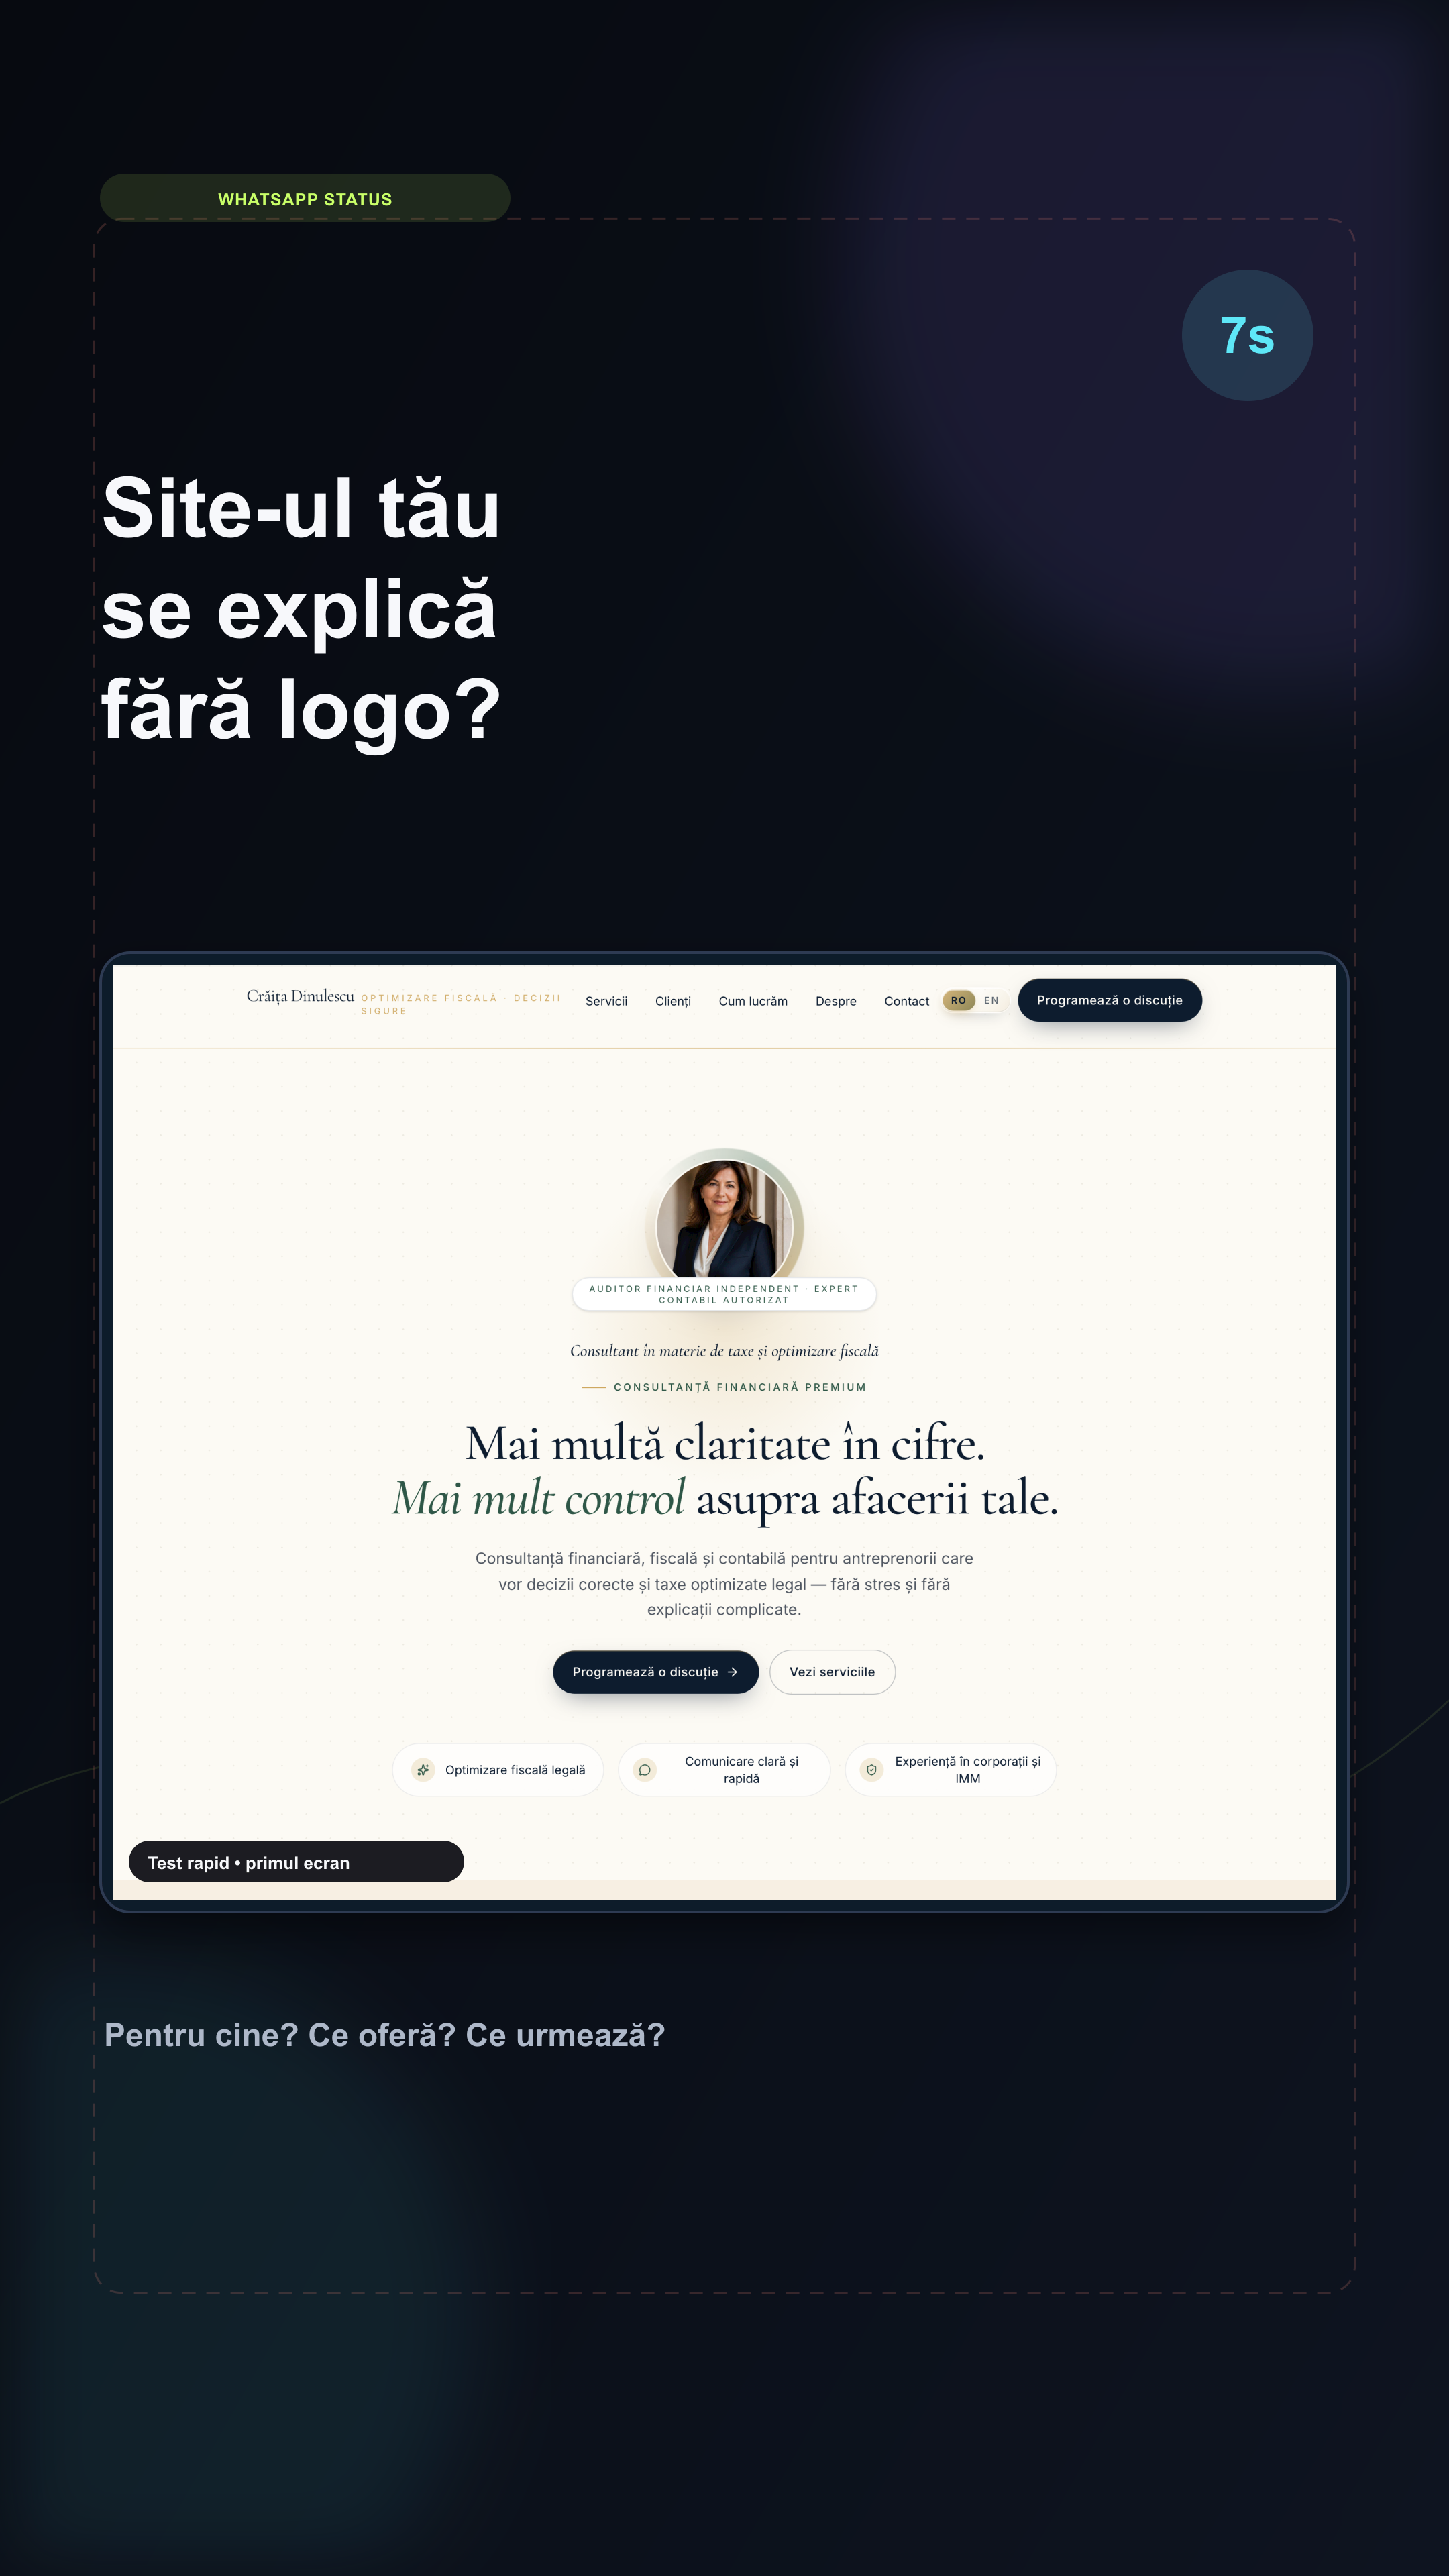 WHATSAPP STATUS
7s
Site-ul tău
se explică
fără logo?
Crăița Dinulescu
OPTIMIZARE FISCALĂ · DECIZII
SIGURE
Servicii
Clienți
Cum lucrăm
Despre
Contact
RO
EN
Programează o discuție
AUDITOR FINANCIAR INDEPENDENT · EXPERT
CONTABIL AUTORIZAT
Consultant în materie de taxe și optimizare fiscală
CONSULTANȚĂ FINANCIARĂ PREMIUM
Mai multă claritate în cifre.
Mai mult control asupra afacerii tale.
Consultanță financiară, fiscală și contabilă pentru antreprenorii care
vor decizii corecte și taxe optimizate legal — fără stres și fără
explicații complicate.
Programează o discuție →
Vezi serviciile
Optimizare fiscală legală
Comunicare clară și
rapidă
Experiență în corporații și
IMM
Test rapid • primul ecran
Pentru cine? Ce oferă? Ce urmează?